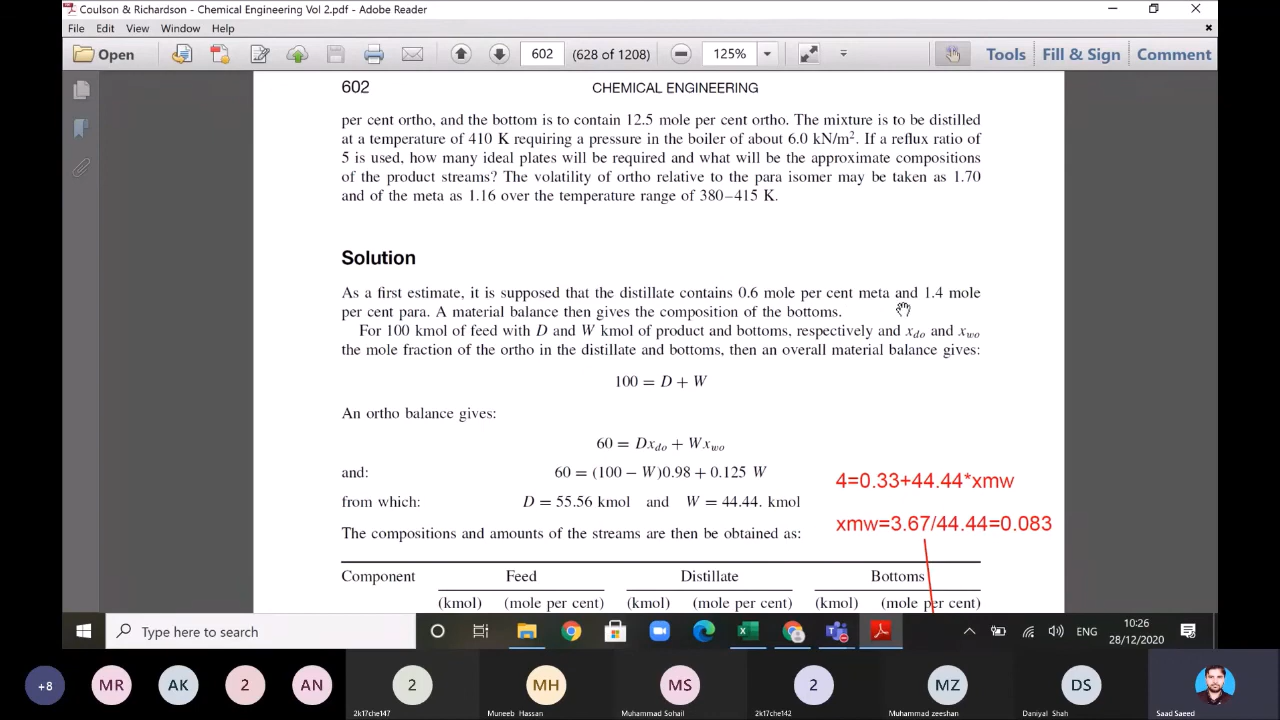 Coulson & Richardson - Chemical Engineering Vol 2.pdf - Adobe Reader
File Edit View Window Help
Open 602 (628 of 1208) 125% Tools Fill & Sign Comment
602 CHEMICAL ENGINEERING
per cent ortho, and the bottom is to contain 12.5 mole per cent ortho. The mixture is to be distilled
at a temperature of 410 K requiring a pressure in the boiler of about 6.0 kN/m². If a reflux ratio of
5 is used, how many ideal plates will be required and what will be the approximate compositions
of the product streams? The volatility of ortho relative to the para isomer may be taken as 1.70
and of the meta as 1.16 over the temperature range of 380–415 K.
Solution
As a first estimate, it is supposed that the distillate contains 0.6 mole per cent meta and 1.4 mole
per cent para. A material balance then gives the composition of the bottoms.
For 100 kmol of feed with D and W kmol of product and bottoms, respectively and xdo and xwo
the mole fraction of the ortho in the distillate and bottoms, then an overall material balance gives:
100 = D + W
An ortho balance gives:
60 = Dxdo + Wxwo
and: 60 = (100 − W)0.98 + 0.125 W
4=0.33+44.44*xmw
from which: D = 55.56 kmol and W = 44.44. kmol
xmw=3.67/44.44=0.083
The compositions and amounts of the streams are then be obtained as:
Component Feed Distillate Bottoms
(kmol) (mole per cent) (kmol) (mole per cent) (kmol) (mole per cent)
Type here to search
ENG
10:26
28/12/2020
+8 MR AK 2 AN 2 MH MS 2 MZ DS
2k17che147 Muneeb Hassan Muhammad Sohail 2k17che142 Muhammad zeeshan Daniyal Shah Saad Saeed